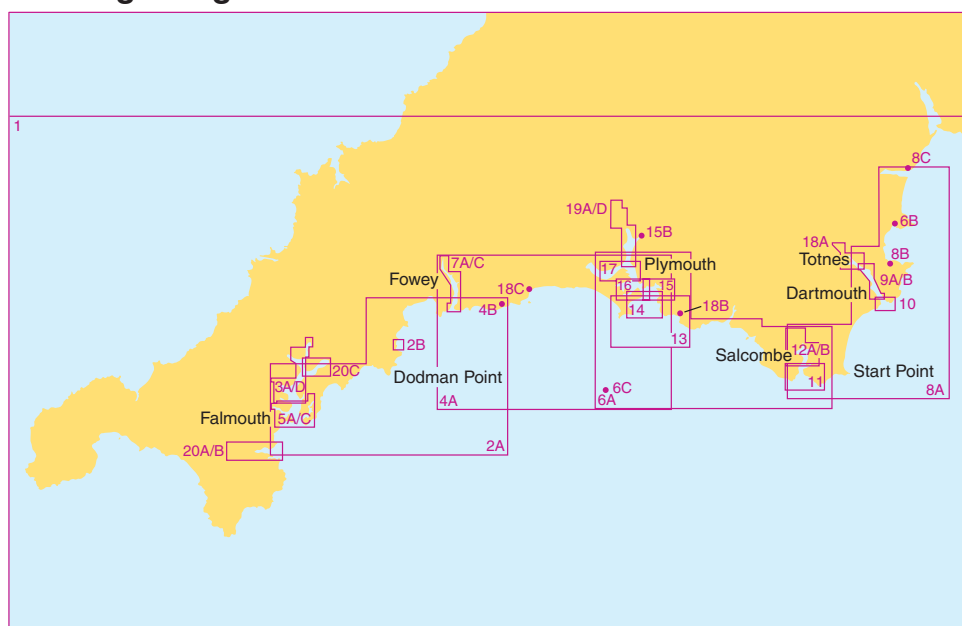 1
8C
19A/D
15B
6B
18A
Totnes
8B
7A/C
17
Plymouth
Fowey
9A/B
18C
16
15
Dartmouth
4B
14
18B
10
13
2B
12A/B
Salcombe
20C
Dodman Point
11
Start Point
3A/D
6C
8A
4A
6A
Falmouth
5A/C
20A/B
2A